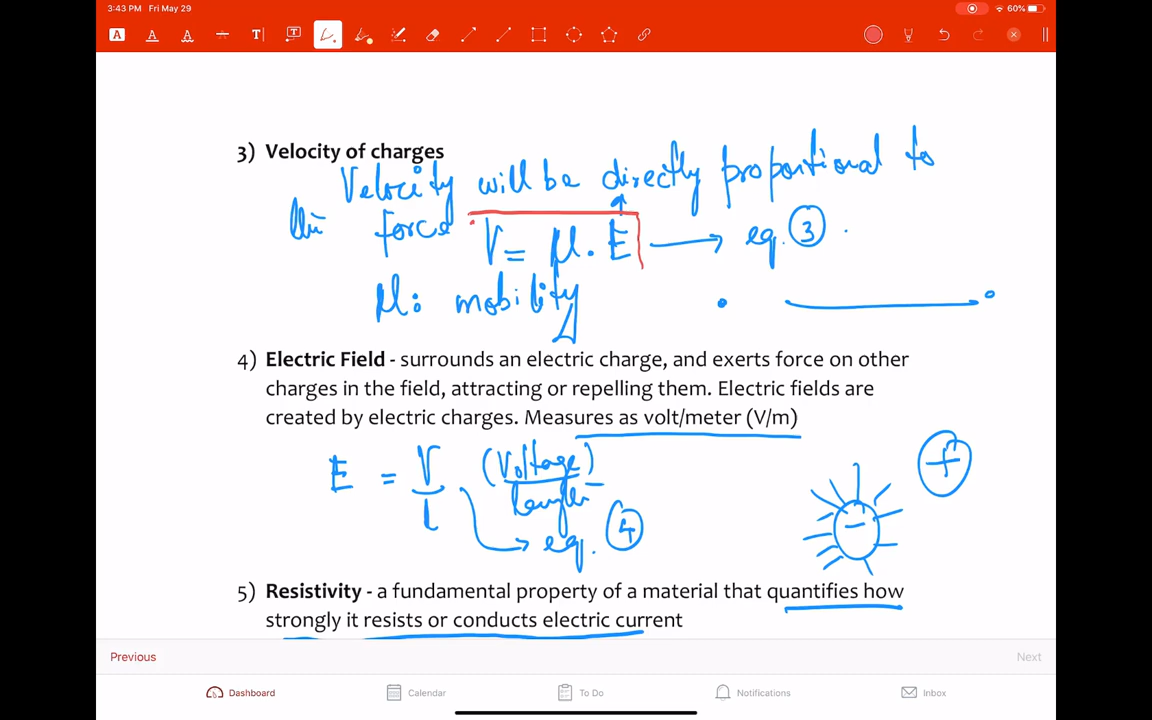 3:43 PM Fri May 29
60%
A A A T T T
3) Velocity of charges
Velocity will be directly proportional to
the force V = μ. E → eq. 3.
μ: mobility
4) Electric Field - surrounds an electric charge, and exerts force on other
charges in the field, attracting or repelling them. Electric fields are
created by electric charges. Measures as volt/meter (V/m)
E = V/L (Voltage/length) → eq. 4
+
−
5) Resistivity - a fundamental property of a material that quantifies how
strongly it resists or conducts electric current
Previous Next
Dashboard Calendar To Do Notifications Inbox